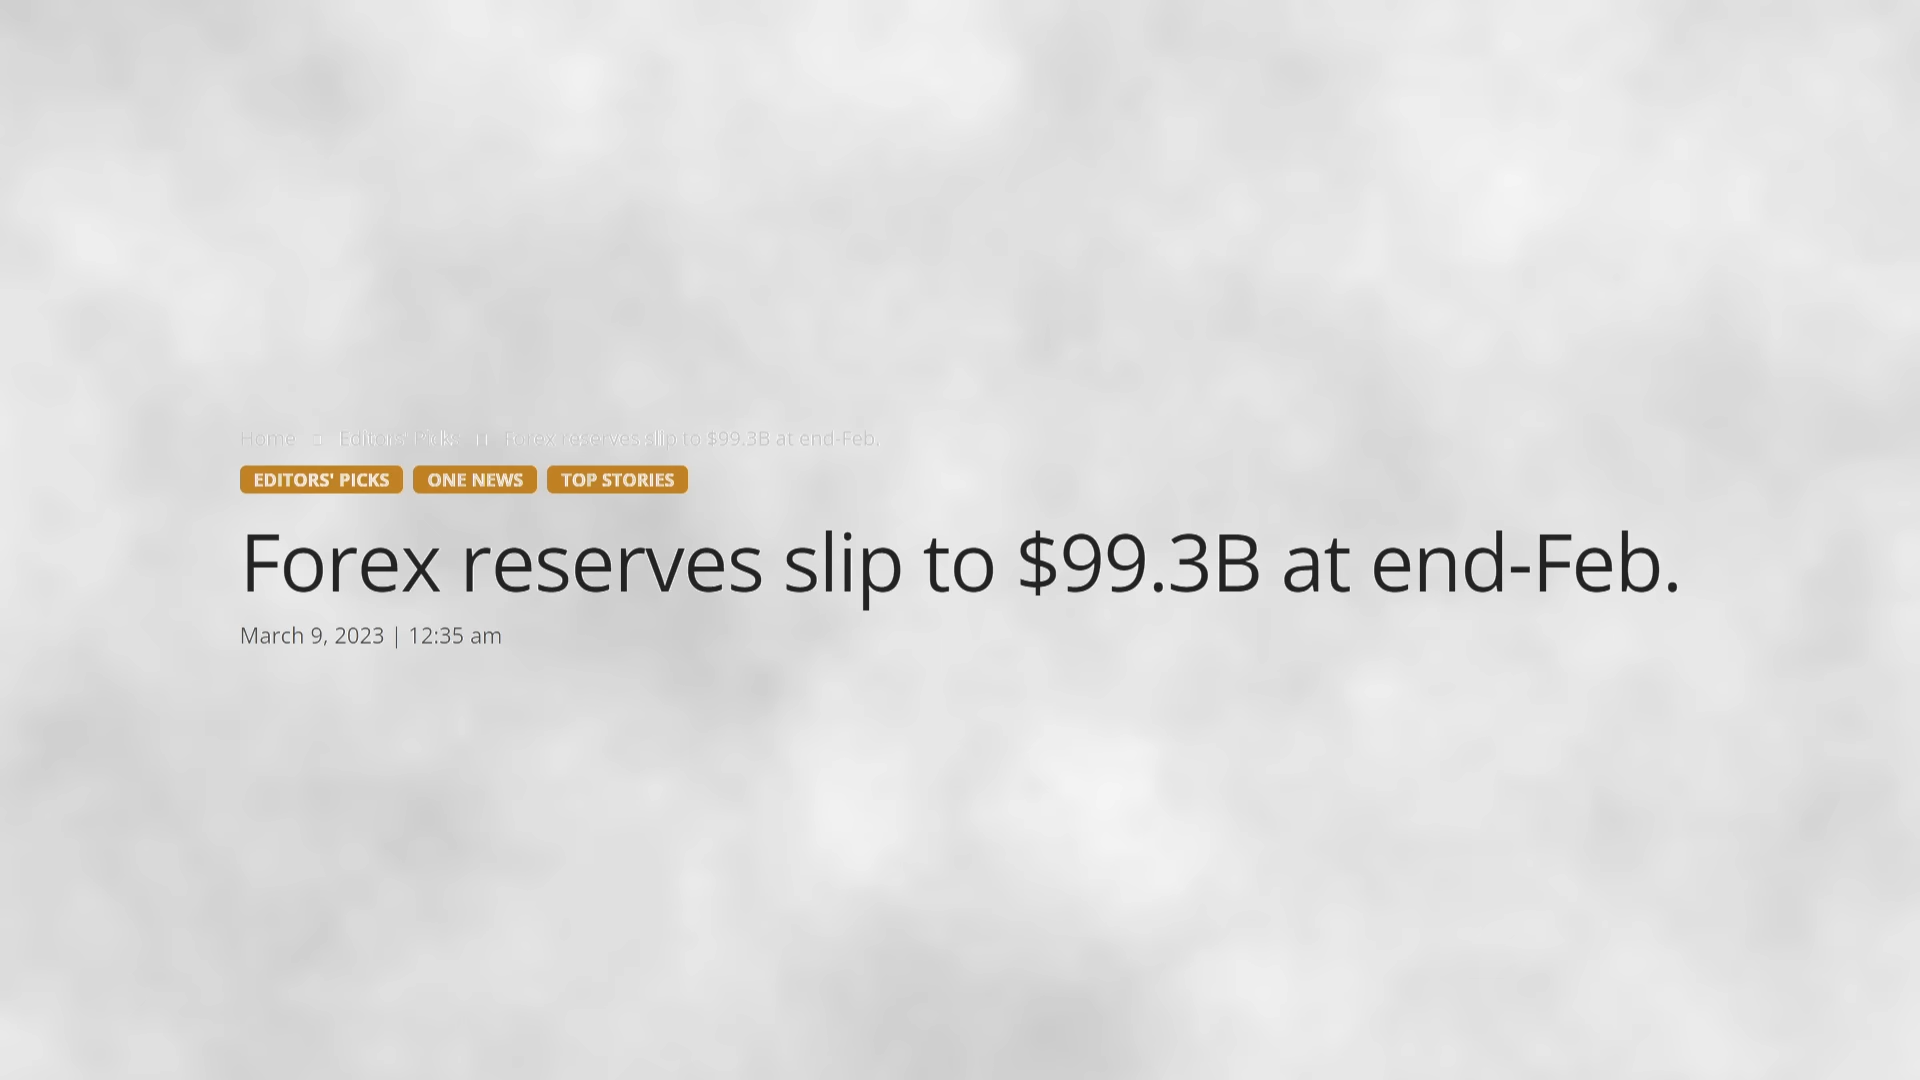 Home Editors' Picks Forex reserves slip to $99.3B at end-Feb.
EDITORS' PICKS ONE NEWS TOP STORIES
Forex reserves slip to $99.3B at end-Feb.
March 9, 2023 | 12:35 am